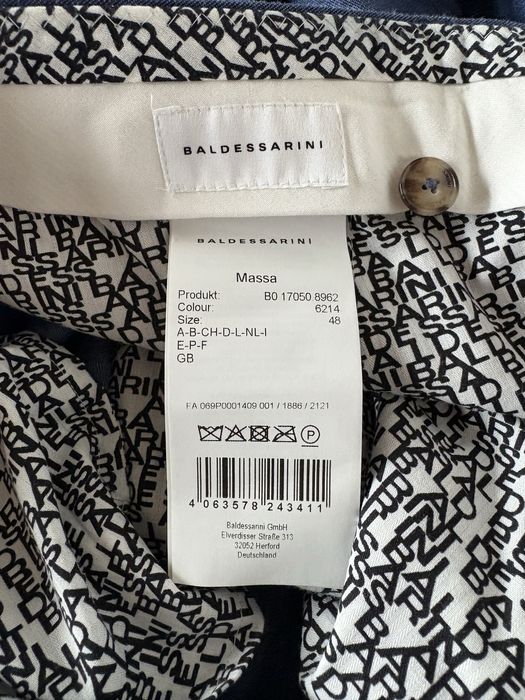 BALDESSARINI
BALDESSARINI
Massa
Produkt: B0 17050 8962
Colour: 6214
Size: 48
A-B-CH-D-L-NL-I
E-P-F
GB
FA 069P0001409 001 / 1886 / 2121
P
4 063578 243411
Baldessarini GmbH
Elverdisser Straße 313
32052 Herford
Deutschland